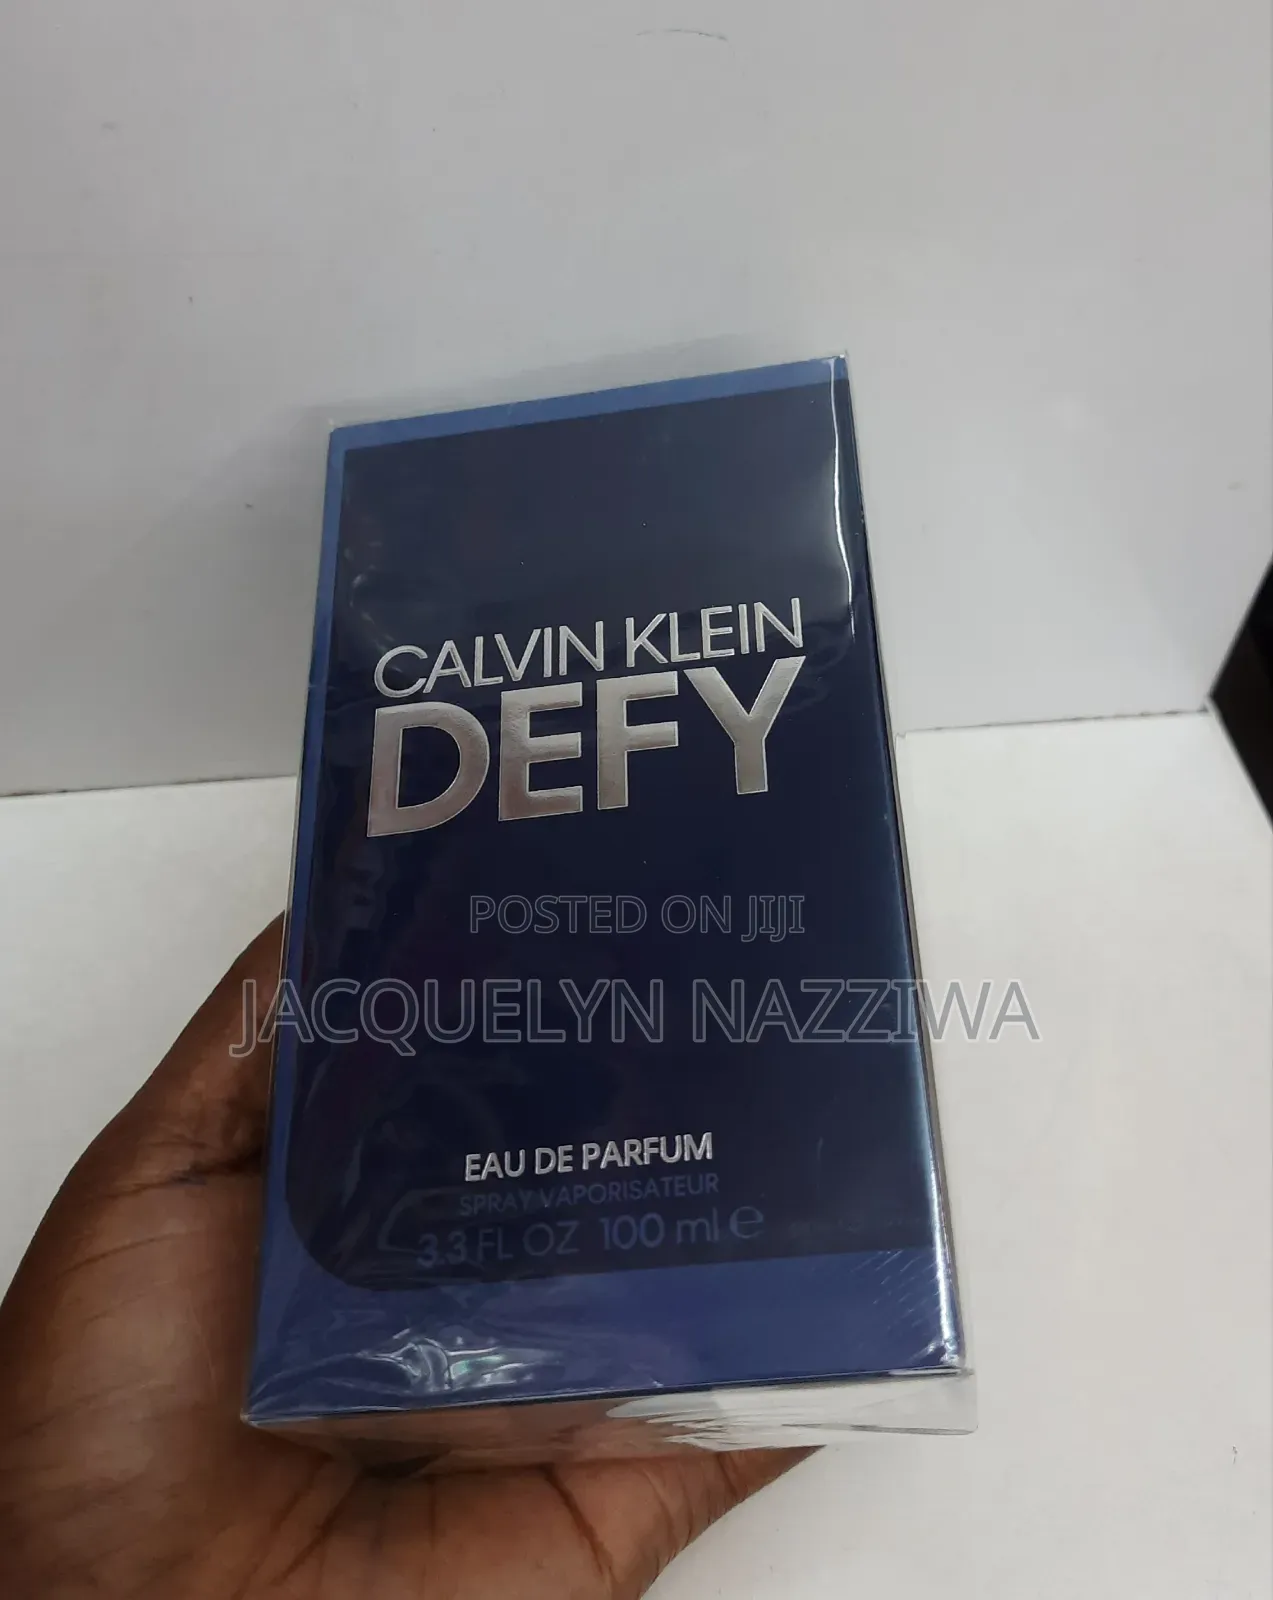 CALVIN KLEIN
DEFY
POSTED ON JIJI
JACQUELYN NAZZIWA
EAU DE PARFUM
SPRAY VAPORISATEUR
3.3 FL OZ 100 ml e